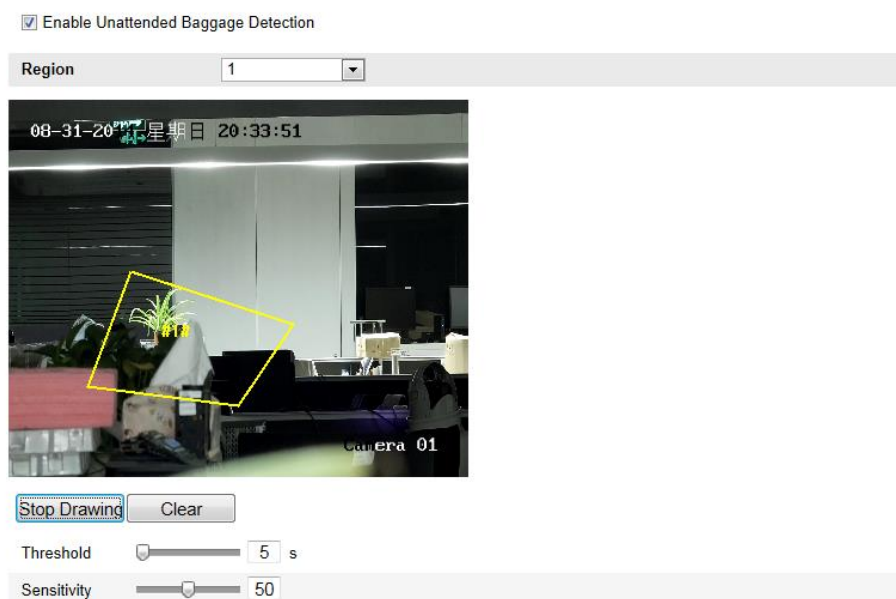 Enable Unattended Baggage Detection
Region 1
08-31-20 星期日 20:33:51
#1#
Camera 01
Stop Drawing Clear
Threshold 5 s
Sensitivity 50